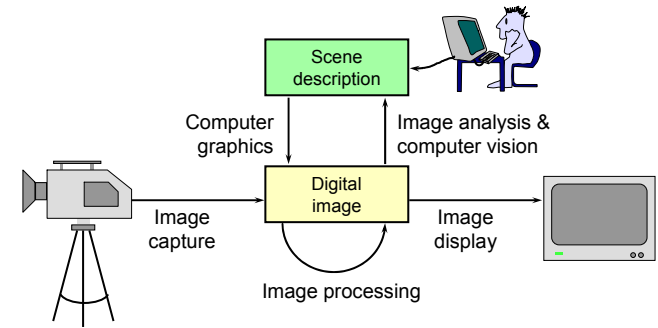 Scene
description
Computer
graphics
Image analysis &
computer vision
Digital
image
Image
capture
Image
display
Image processing